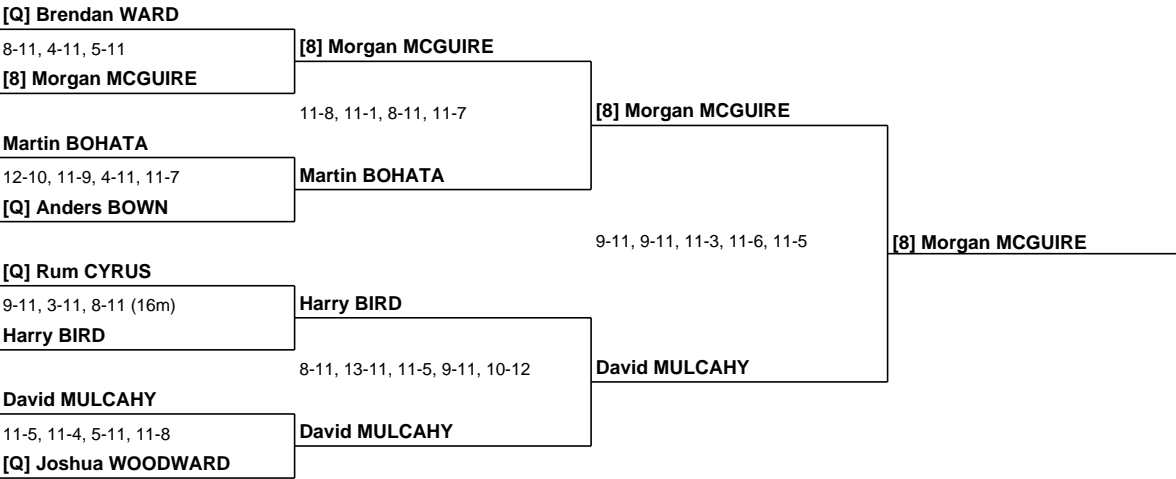 [Q] Brendan WARD
8-11, 4-11, 5-11
[8] Morgan MCGUIRE
Martin BOHATA
12-10, 11-9, 4-11, 11-7
[Q] Anders BOWN
[Q] Rum CYRUS
9-11, 3-11, 8-11 (16m)
Harry BIRD
David MULCAHY
11-5, 11-4, 5-11, 11-8
[Q] Joshua WOODWARD
[8] Morgan MCGUIRE
11-8, 11-1, 8-11, 11-7
Martin BOHATA
Harry BIRD
8-11, 13-11, 11-5, 9-11, 10-12
David MULCAHY
[8] Morgan MCGUIRE
9-11, 9-11, 11-3, 11-6, 11-5
David MULCAHY
[8] Morgan MCGUIRE